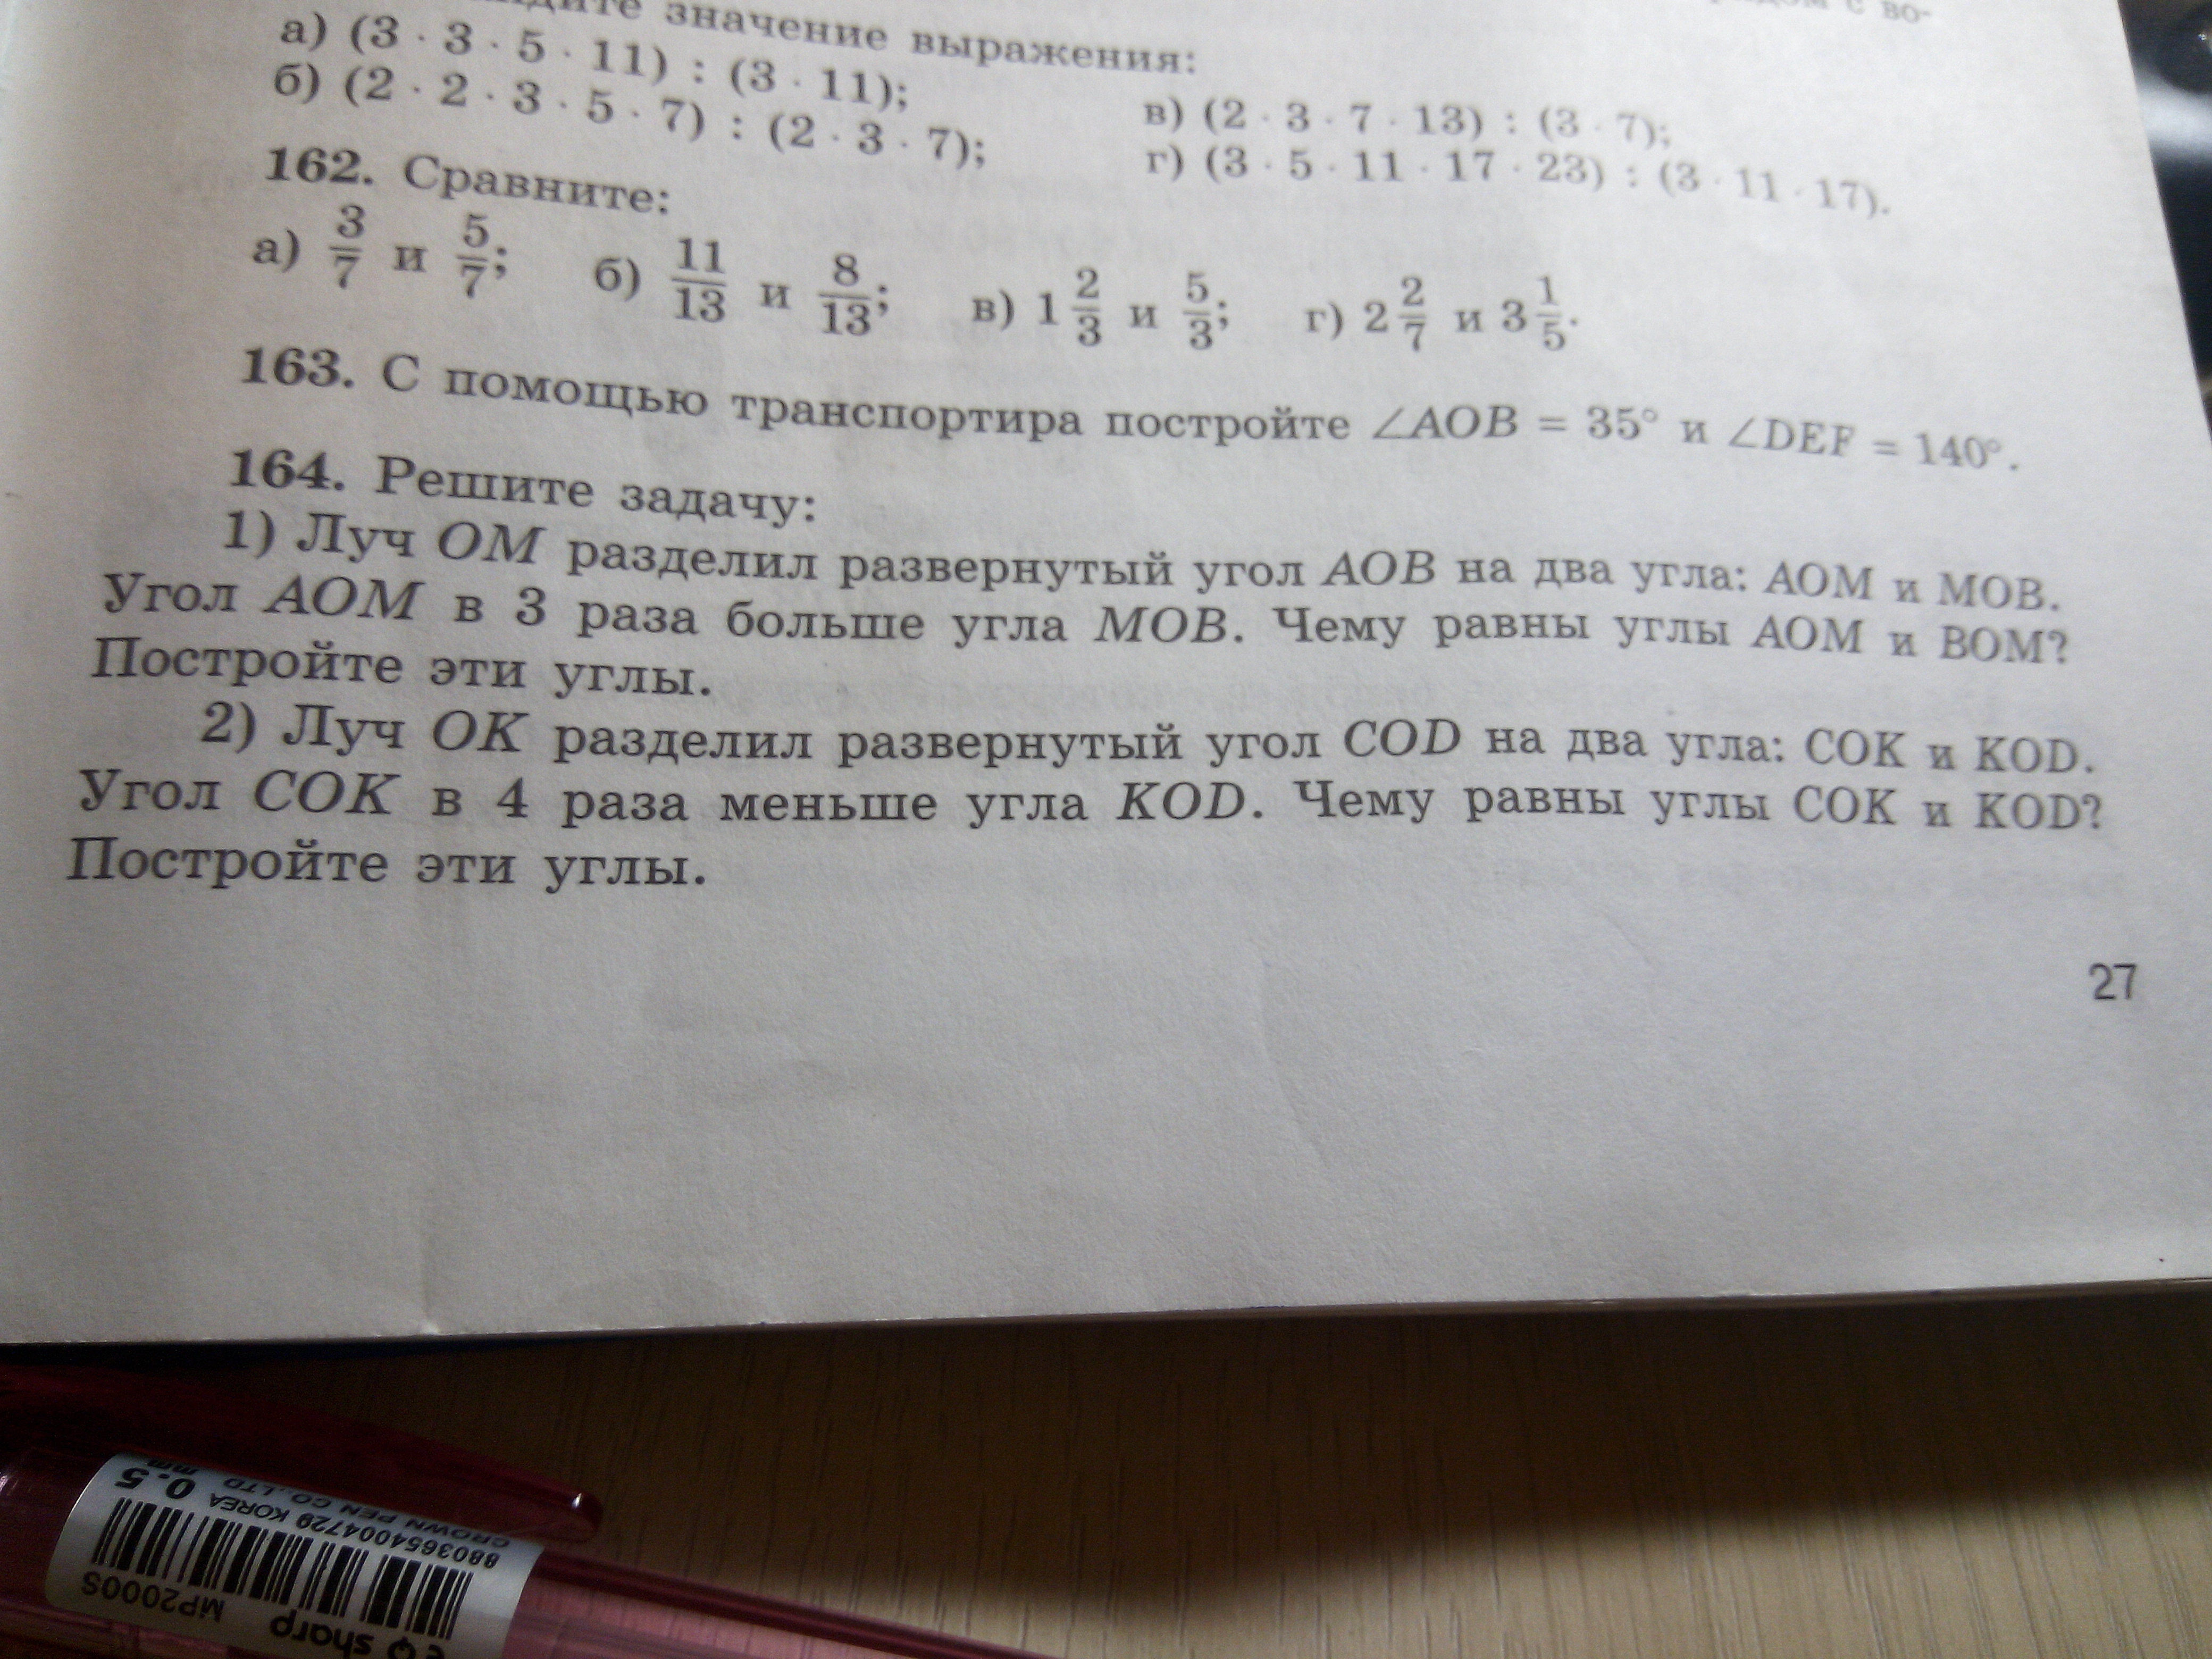 значение выражения:
с во-
а) (3 · 3 · 5 · 11) : (3 · 11);
б) (2 · 2 · 3 · 5 · 7) : (2 · 3 · 7);
в) (2 · 3 · 7 · 13) : (3 · 7);
г) (3 · 5 · 11 · 17 · 23) : (3 · 11 · 17).
162. Сравните:
а) 3/7 и 5/7; б) 11/13 и 8/13; в) 1 2/3 и 5/3; г) 2 2/7 и 3 1/5.
163. С помощью транспортира постройте ∠AOB = 35° и ∠DEF = 140°.
164. Решите задачу:
1) Луч OM разделил развернутый угол AOB на два угла: AOM и MOB.
Угол AOM в 3 раза больше угла MOB. Чему равны углы AOM и BOM?
Постройте эти углы.
2) Луч OK разделил развернутый угол COD на два угла: COK и KOD.
Угол COK в 4 раза меньше угла KOD. Чему равны углы COK и KOD?
Постройте эти углы.
27
sharp
MP2000S
8803654004729 KOREA 0.5 mm
CROWN PEN CO.,LTD